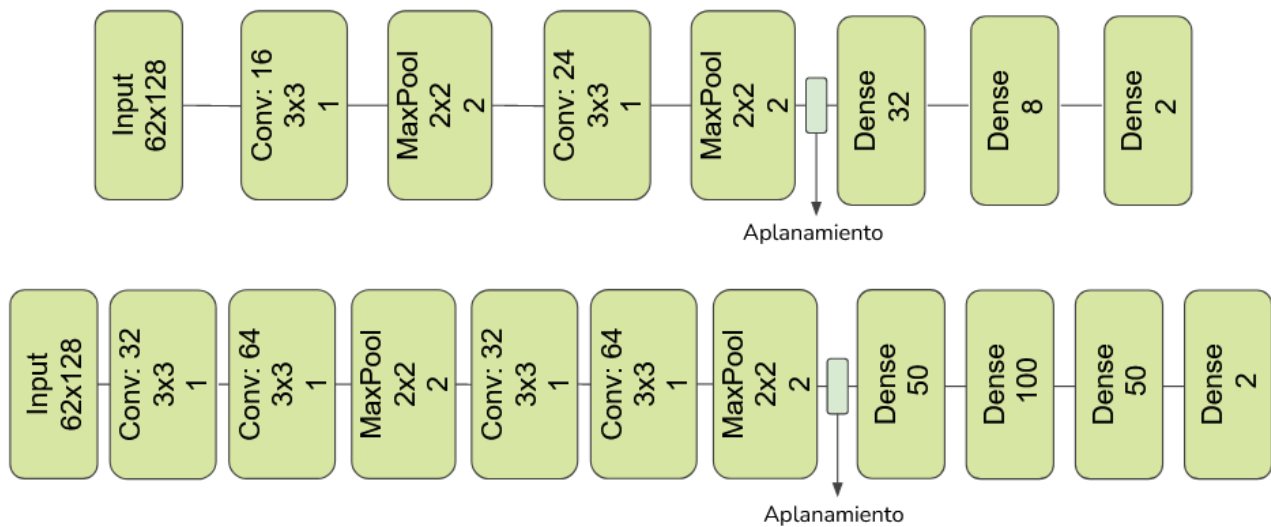 Input
62x128
Conv: 16
3x3
1
MaxPool
2x2
2
Conv: 24
3x3
1
MaxPool
2x2
2
Dense
32
Dense
8
Dense
2
Aplanamiento
Input
62x128
Conv: 32
3x3
1
Conv: 64
3x3
1
MaxPool
2x2
2
Conv: 32
3x3
1
Conv: 64
3x3
1
MaxPool
2x2
2
Dense
50
Dense
100
Dense
50
Dense
2
Aplanamiento